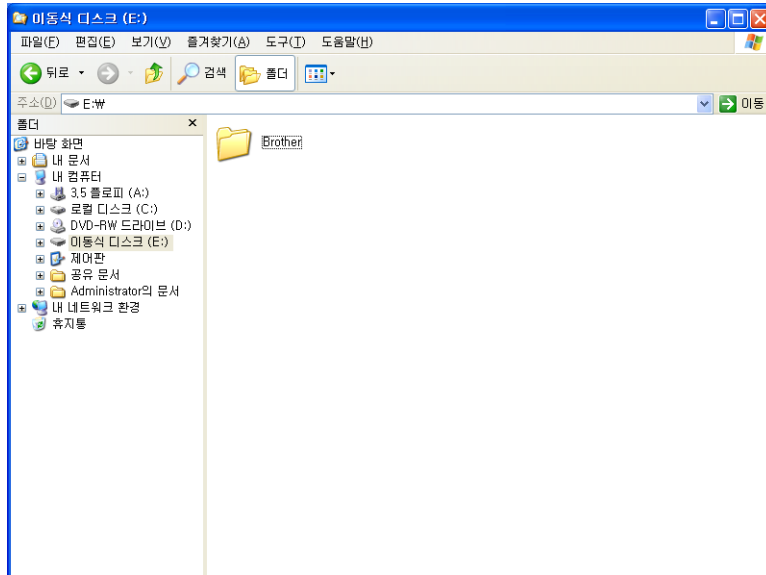 이동식 디스크 (E:)
파일(F) 편집(E) 보기(V) 즐겨찾기(A) 도구(T) 도움말(H)
뒤로 검색 폴더
주소(D) E:₩ 이동
폴더 ×
Brother
바탕 화면
내 문서
내 컴퓨터
3,5 플로피 (A:)
로컬 디스크 (C:)
DVD-RW 드라이브 (D:)
이동식 디스크 (E:)
제어판
공유 문서
Administrator의 문서
내 네트워크 환경
휴지통